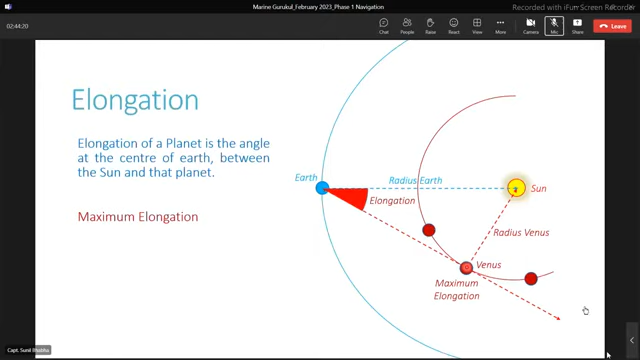 Marine Gurukul_February 2023_Phase 1 Navigation
Recorded with iFun Screen Recorder
02:44:20
Chat
People
Raise
React
View
More
Camera
Mic
Share
Leave
Elongation
Elongation of a Planet is the angle
at the centre of earth, between
the Sun and that planet.
Maximum Elongation
Earth
Radius Earth
Sun
Elongation
Radius Venus
Venus
Maximum
Elongation
Capt. Sunil